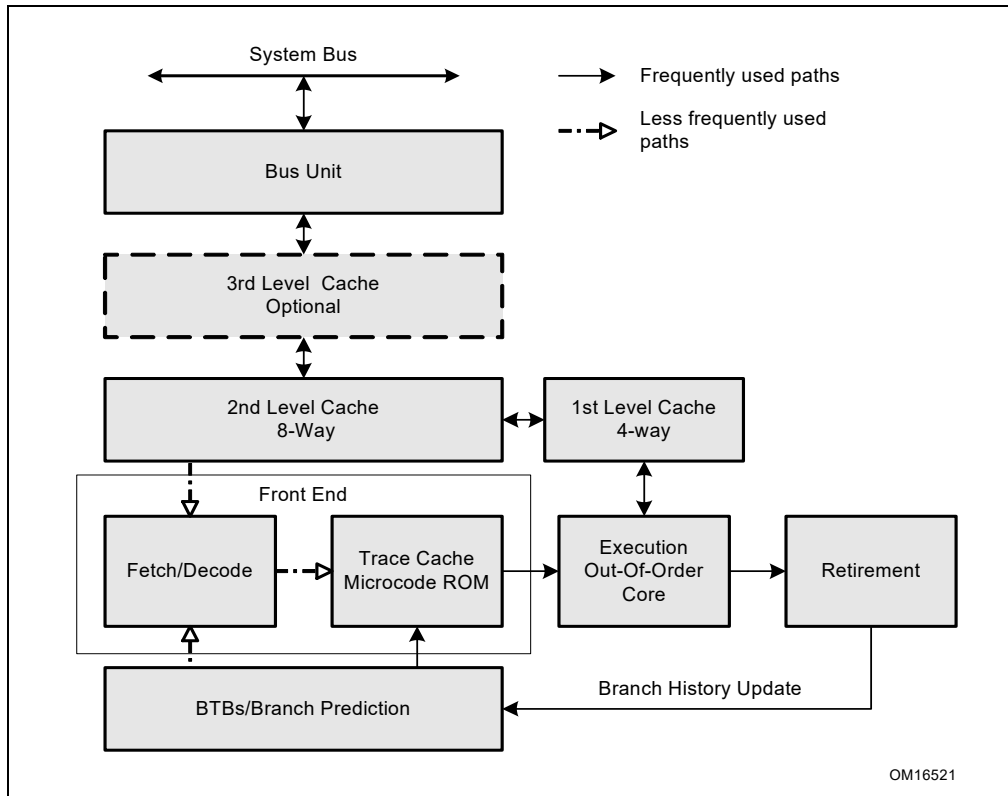 System Bus
Frequently used paths
Less frequently used
paths
Bus Unit
3rd Level Cache
Optional
2nd Level Cache
8-Way
1st Level Cache
4-way
Front End
Fetch/Decode
Trace Cache
Microcode ROM
Execution
Out-Of-Order
Core
Retirement
BTBs/Branch Prediction
Branch History Update
OM16521